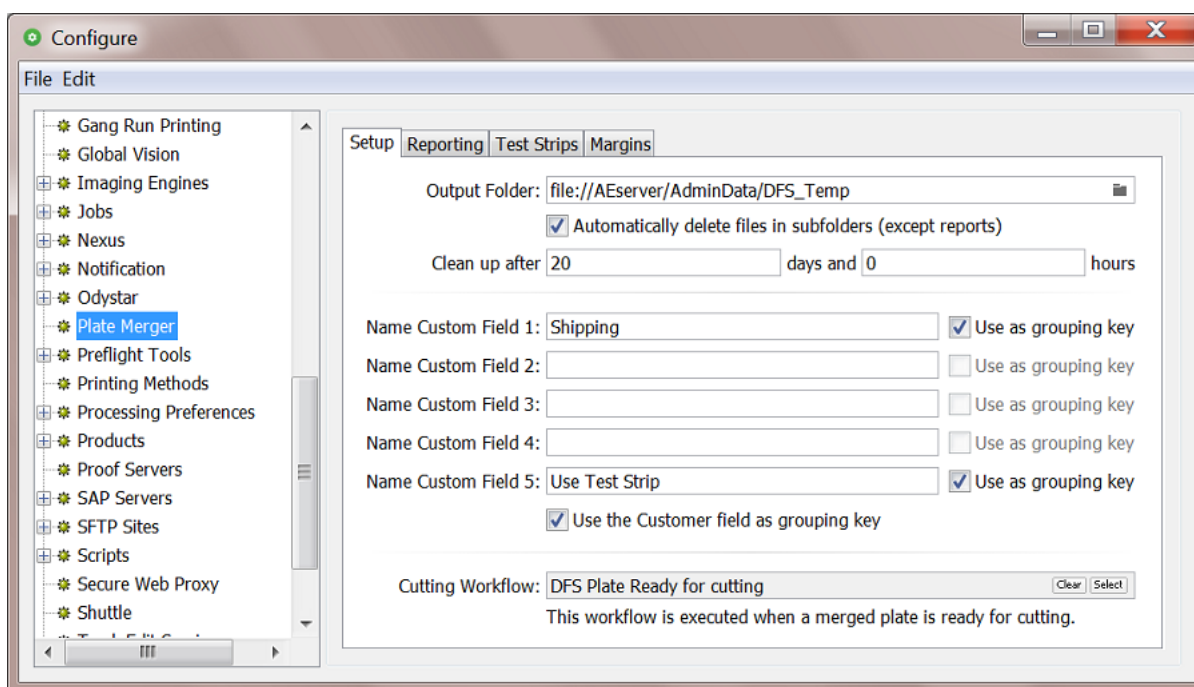 Configure
File Edit
Gang Run Printing
Global Vision
Imaging Engines
Jobs
Nexus
Notification
Odystar
Plate Merger
Preflight Tools
Printing Methods
Processing Preferences
Products
Proof Servers
SAP Servers
SFTP Sites
Scripts
Secure Web Proxy
Shuttle
Setup Reporting Test Strips Margins
Output Folder: file://AEserver/AdminData/DFS_Temp
Automatically delete files in subfolders (except reports)
Clean up after 20 days and 0 hours
Name Custom Field 1: Shipping Use as grouping key
Name Custom Field 2: Use as grouping key
Name Custom Field 3: Use as grouping key
Name Custom Field 4: Use as grouping key
Name Custom Field 5: Use Test Strip Use as grouping key
Use the Customer field as grouping key
Cutting Workflow: DFS Plate Ready for cutting Clear Select
This workflow is executed when a merged plate is ready for cutting.